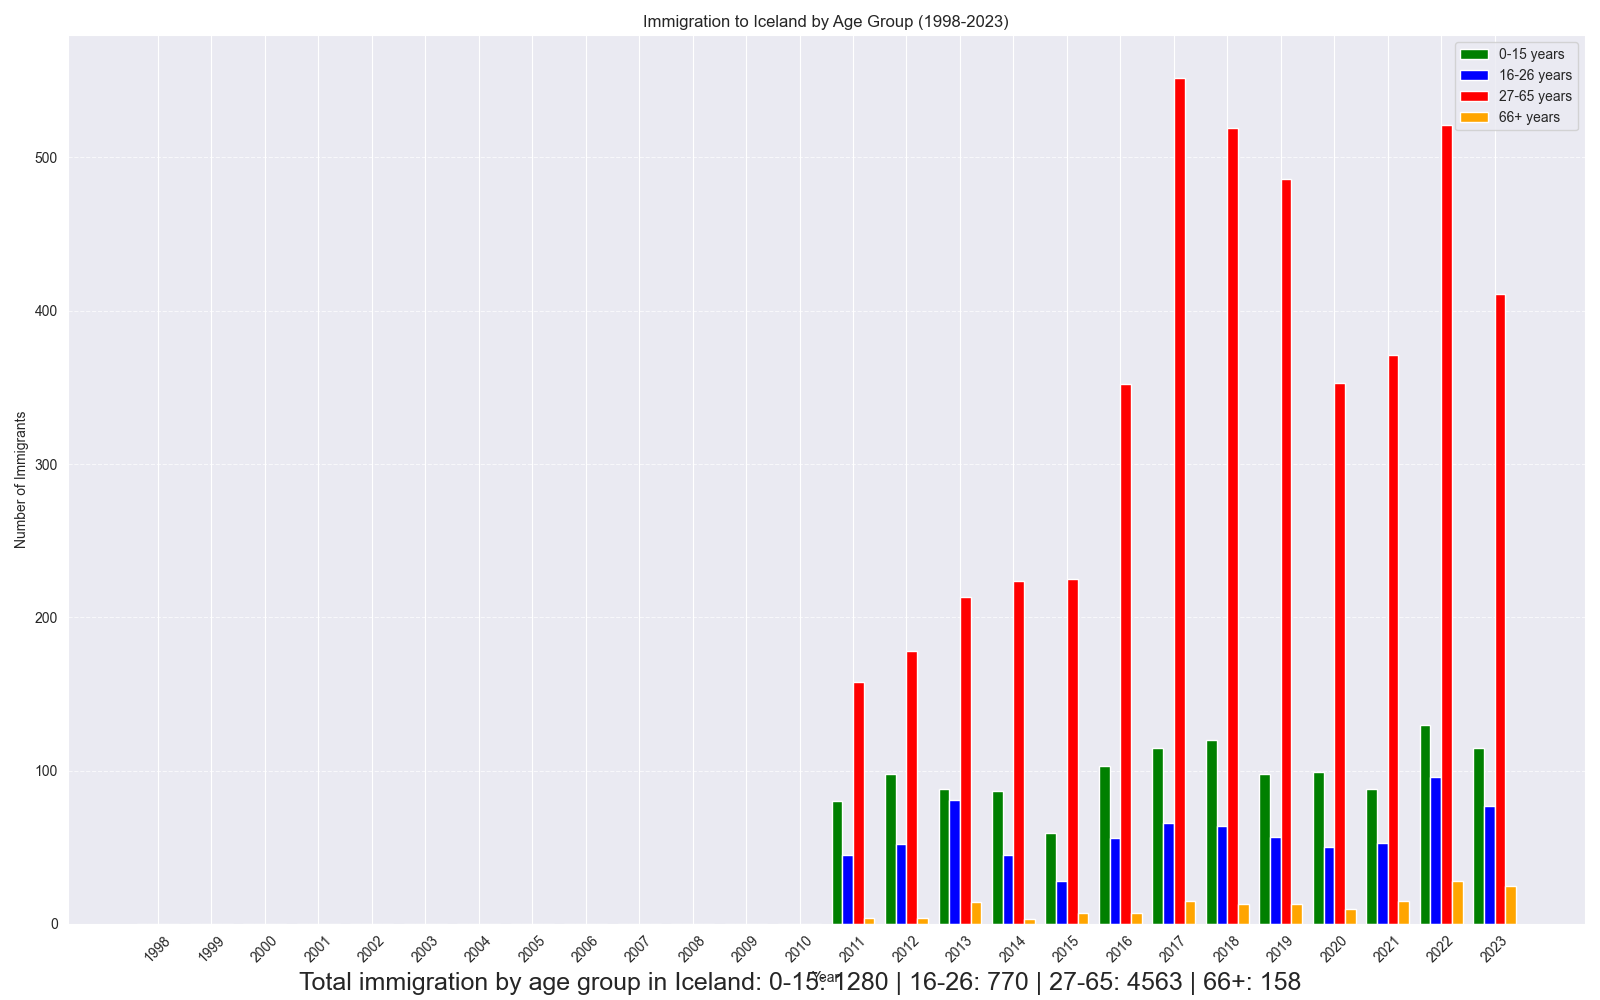 Immigration to Iceland by Age Group (1998-2023)
0-15 years
16-26 years
27-65 years
66+ years
Number of Immigrants
500
400
300
200
100
0
1998 1999 2000 2001 2002 2003 2004 2005 2006 2007 2008 2009 2010 2011 2012 2013 2014 2015 2016 2017 2018 2019 2020 2021 2022 2023
Year
Total immigration by age group in Iceland: 0-15: 1280 | 16-26: 770 | 27-65: 4563 | 66+: 158